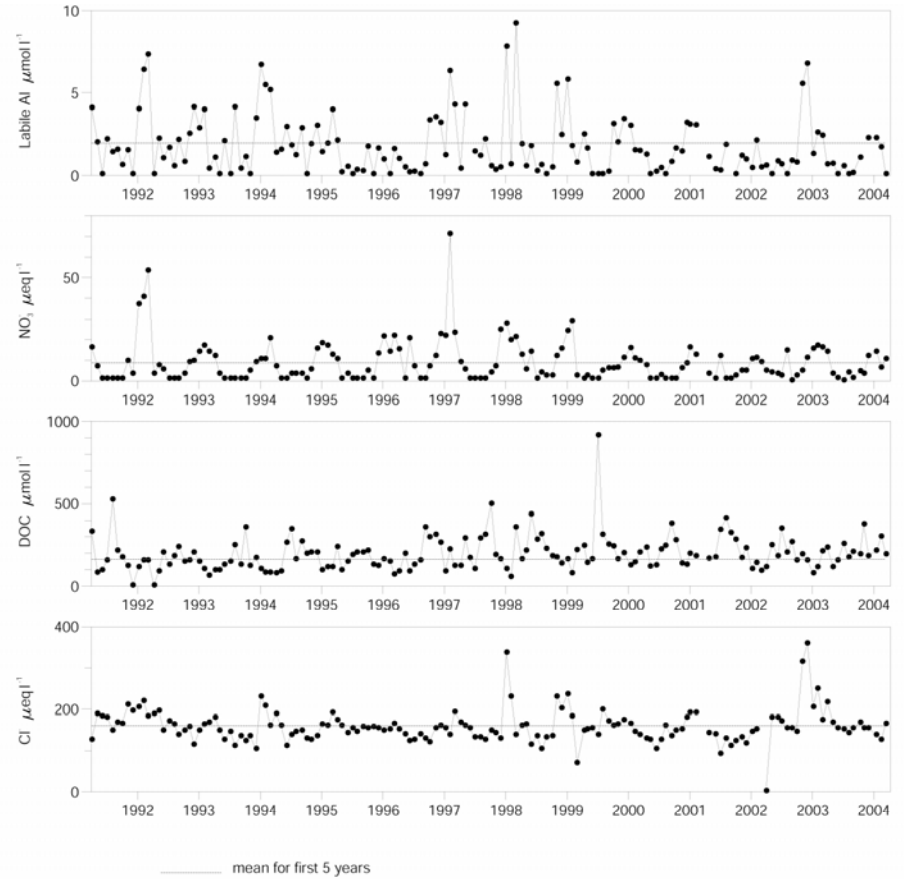 Labile Al μmol l⁻¹
10
5
0
1992 1993 1994 1995 1996 1997 1998 1999 2000 2001 2002 2003 2004
NO₃ μeq l⁻¹
50
0
1992 1993 1994 1995 1996 1997 1998 1999 2000 2001 2002 2003 2004
DOC μmol l⁻¹
1000
500
0
1992 1993 1994 1995 1996 1997 1998 1999 2000 2001 2002 2003 2004
Cl μeq l⁻¹
400
200
0
1992 1993 1994 1995 1996 1997 1998 1999 2000 2001 2002 2003 2004
mean for first 5 years